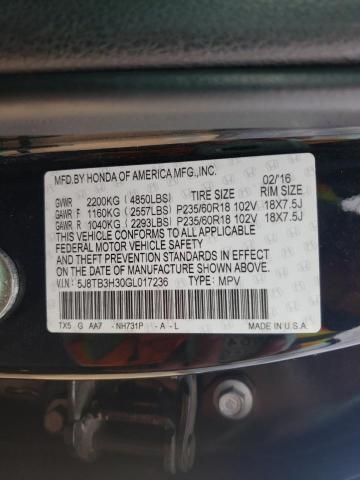 MFD.BY HONDA OF AMERICA MFG.,INC.
02/'16
GVWR 2200KG (4850LBS) TIRE SIZE RIM SIZE
GAWR F 1160KG (2557LBS) P235/60R18 102V 18X7.5J
GAWR R 1040KG (2293LBS) P235/60R18 102V 18X7.5J
THIS VEHICLE CONFORMS TO ALL APPLICABLE
FEDERAL MOTOR VEHICLE SAFETY
AND THEFT PREVENTION STANDARDS IN EFFECT ON
THE DATE OF MANUFACTURE SHOWN ABOVE.
V.I.N: 5J8TB3H30GL017236 TYPE: MPV
TX5 G AA7 -NH731P -A-L
MADE IN U.S.A